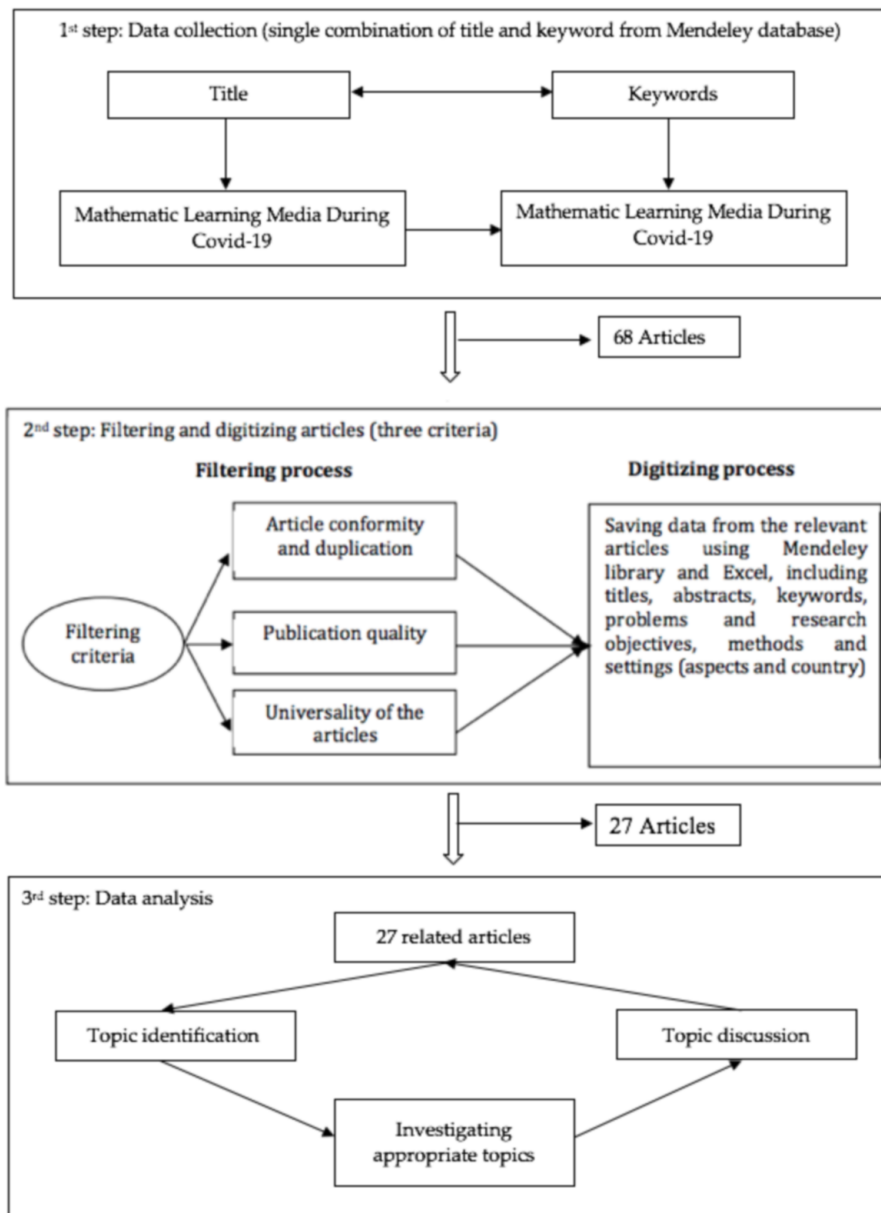 1st step: Data collection (single combination of title and keyword from Mendeley database)
Title
Keywords
Mathematic Learning Media During
Covid-19
Mathematic Learning Media During
Covid-19
68 Articles
2nd step: Filtering and digitizing articles (three criteria)
Filtering process
Digitizing process
Filtering
criteria
Article conformity
and duplication
Publication quality
Universality of the
articles
Saving data from the relevant
articles using Mendeley
library and Excel, including
titles, abstracts, keywords,
problems and research
objectives, methods and
settings (aspects and country)
27 Articles
3rd step: Data analysis
27 related articles
Topic identification
Topic discussion
Investigating
appropriate topics